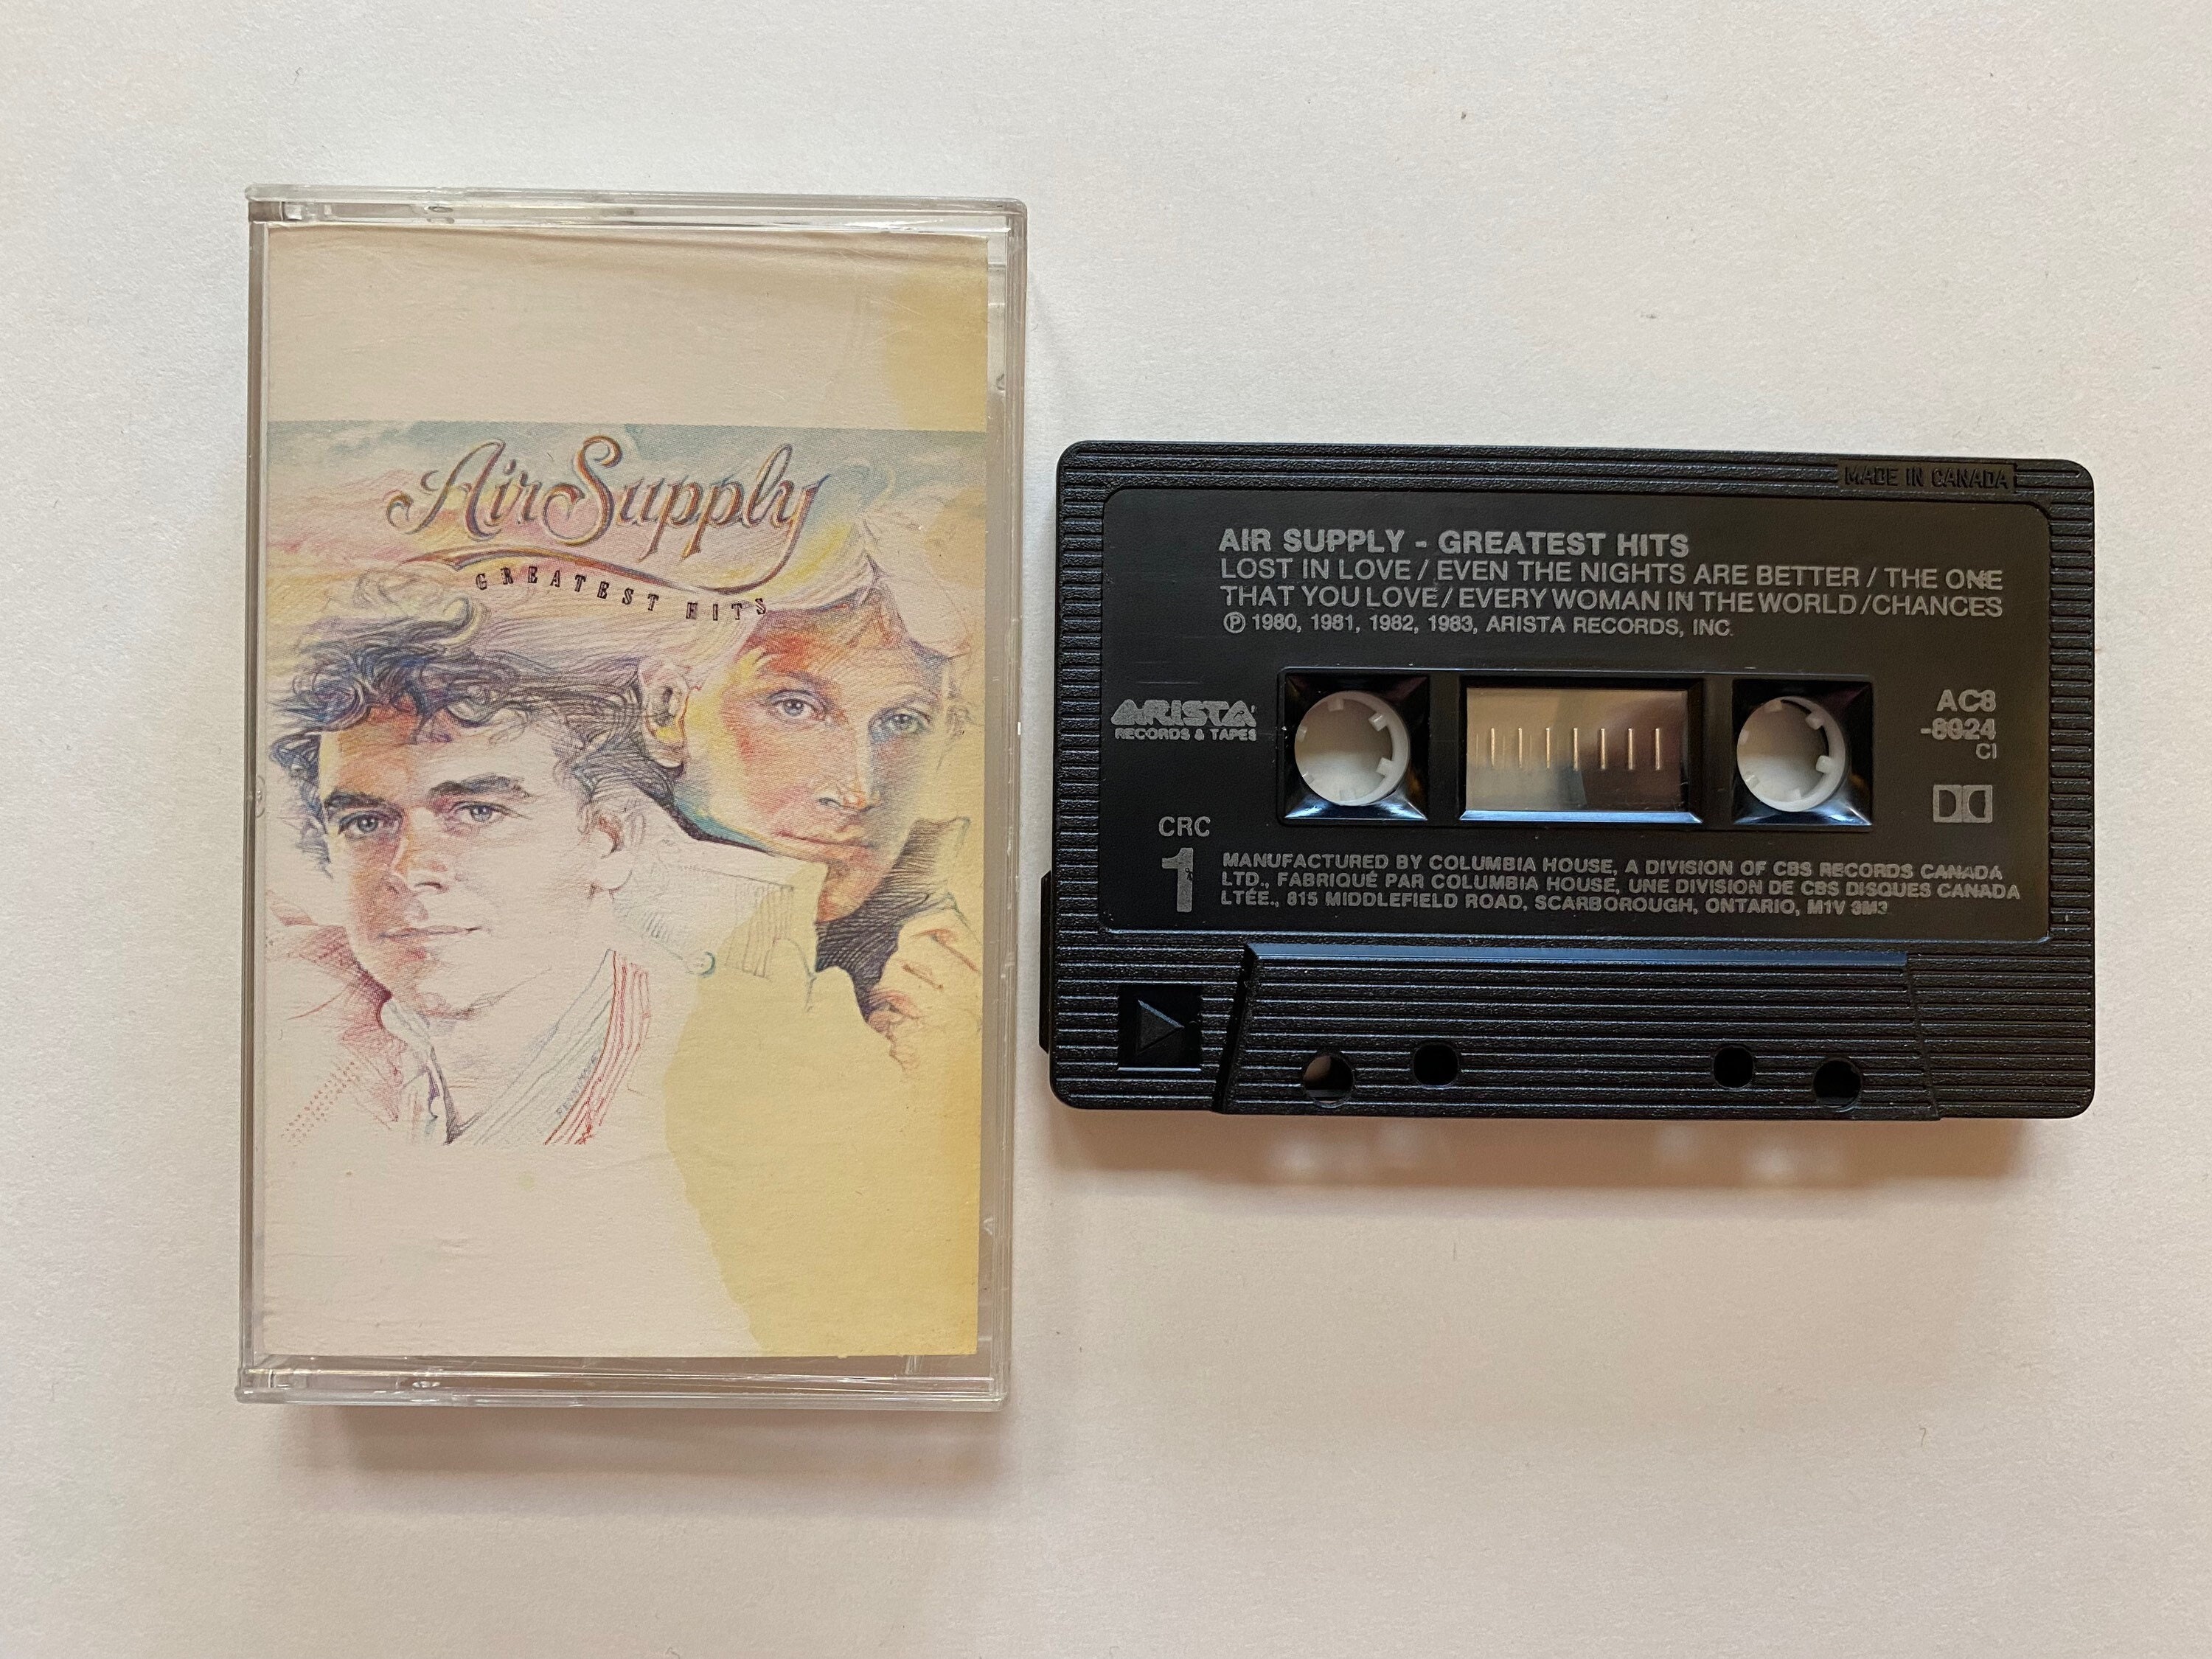 Air Supply
GREATEST HITS
MADE IN CANADA
AIR SUPPLY - GREATEST HITS
LOST IN LOVE / EVEN THE NIGHTS ARE BETTER / THE ONE
THAT YOU LOVE / EVERY WOMAN IN THE WORLD / CHANCES
℗ 1980, 1981, 1982, 1983, ARISTA RECORDS, INC.
ARISTA
RECORDS & TAPES
AC8
-8024
CI
CRC
1
MANUFACTURED BY COLUMBIA HOUSE, A DIVISION OF CBS RECORDS CANADA
LTD., FABRIQUÉ PAR COLUMBIA HOUSE, UNE DIVISION DE CBS DISQUES CANADA
LTÉE., 815 MIDDLEFIELD ROAD, SCARBOROUGH, ONTARIO, M1V 3M3